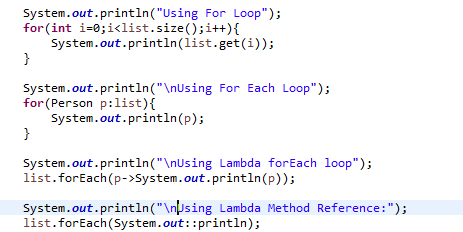 System.out.println("Using For Loop");
for(int i=0;i<list.size();i++){
System.out.println(list.get(i));
}
System.out.println("\nUsing For Each Loop");
for(Person p:list){
System.out.println(p);
}
System.out.println("\nUsing Lambda forEach loop");
list.forEach(p->System.out.println(p));
System.out.println("\nUsing Lambda Method Reference:");
list.forEach(System.out::println);